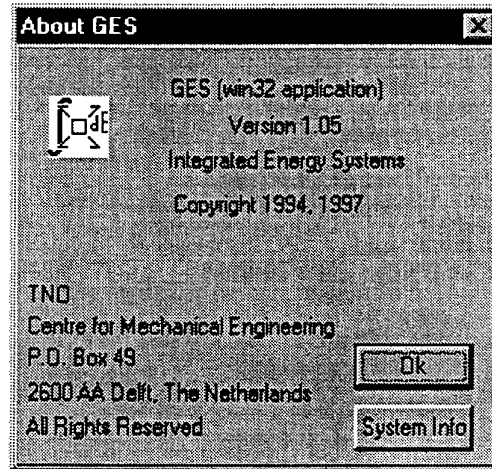 About GES
GES (win32 application)
Version 1.05
Integrated Energy Systems
Copyright 1994, 1997
TNO
Centre for Mechanical Engineering
P.O. Box 49
2600 AA Delft, The Netherlands
All Rights Reserved
Ok
System Info